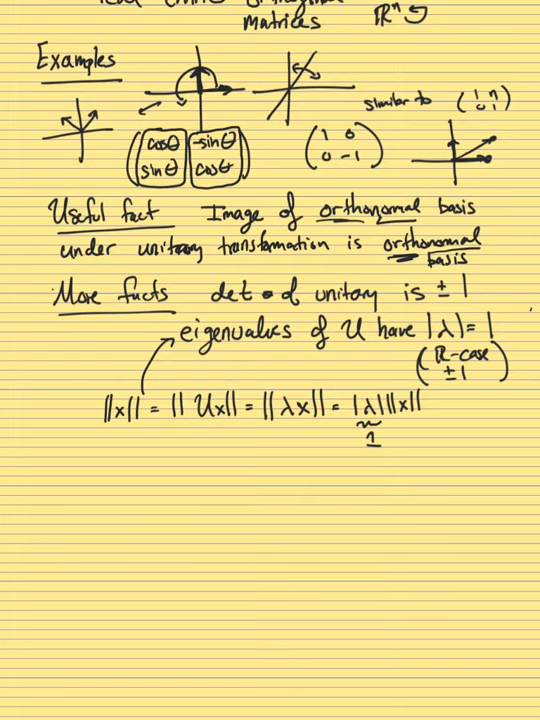 matrices ℝⁿ
Examples
similar to (1 n
0 1)
(cosθ -sinθ
sinθ cosθ)
(1 0
0 -1)
Useful fact Image of orthonormal basis
under unitary transformation is orthonormal
basis
More facts det of unitary is ± 1
eigenvalues of U have |λ| = 1
(ℝ-case
± 1)
||x|| = || Ux|| = || λx|| = |λ| ||x||
1